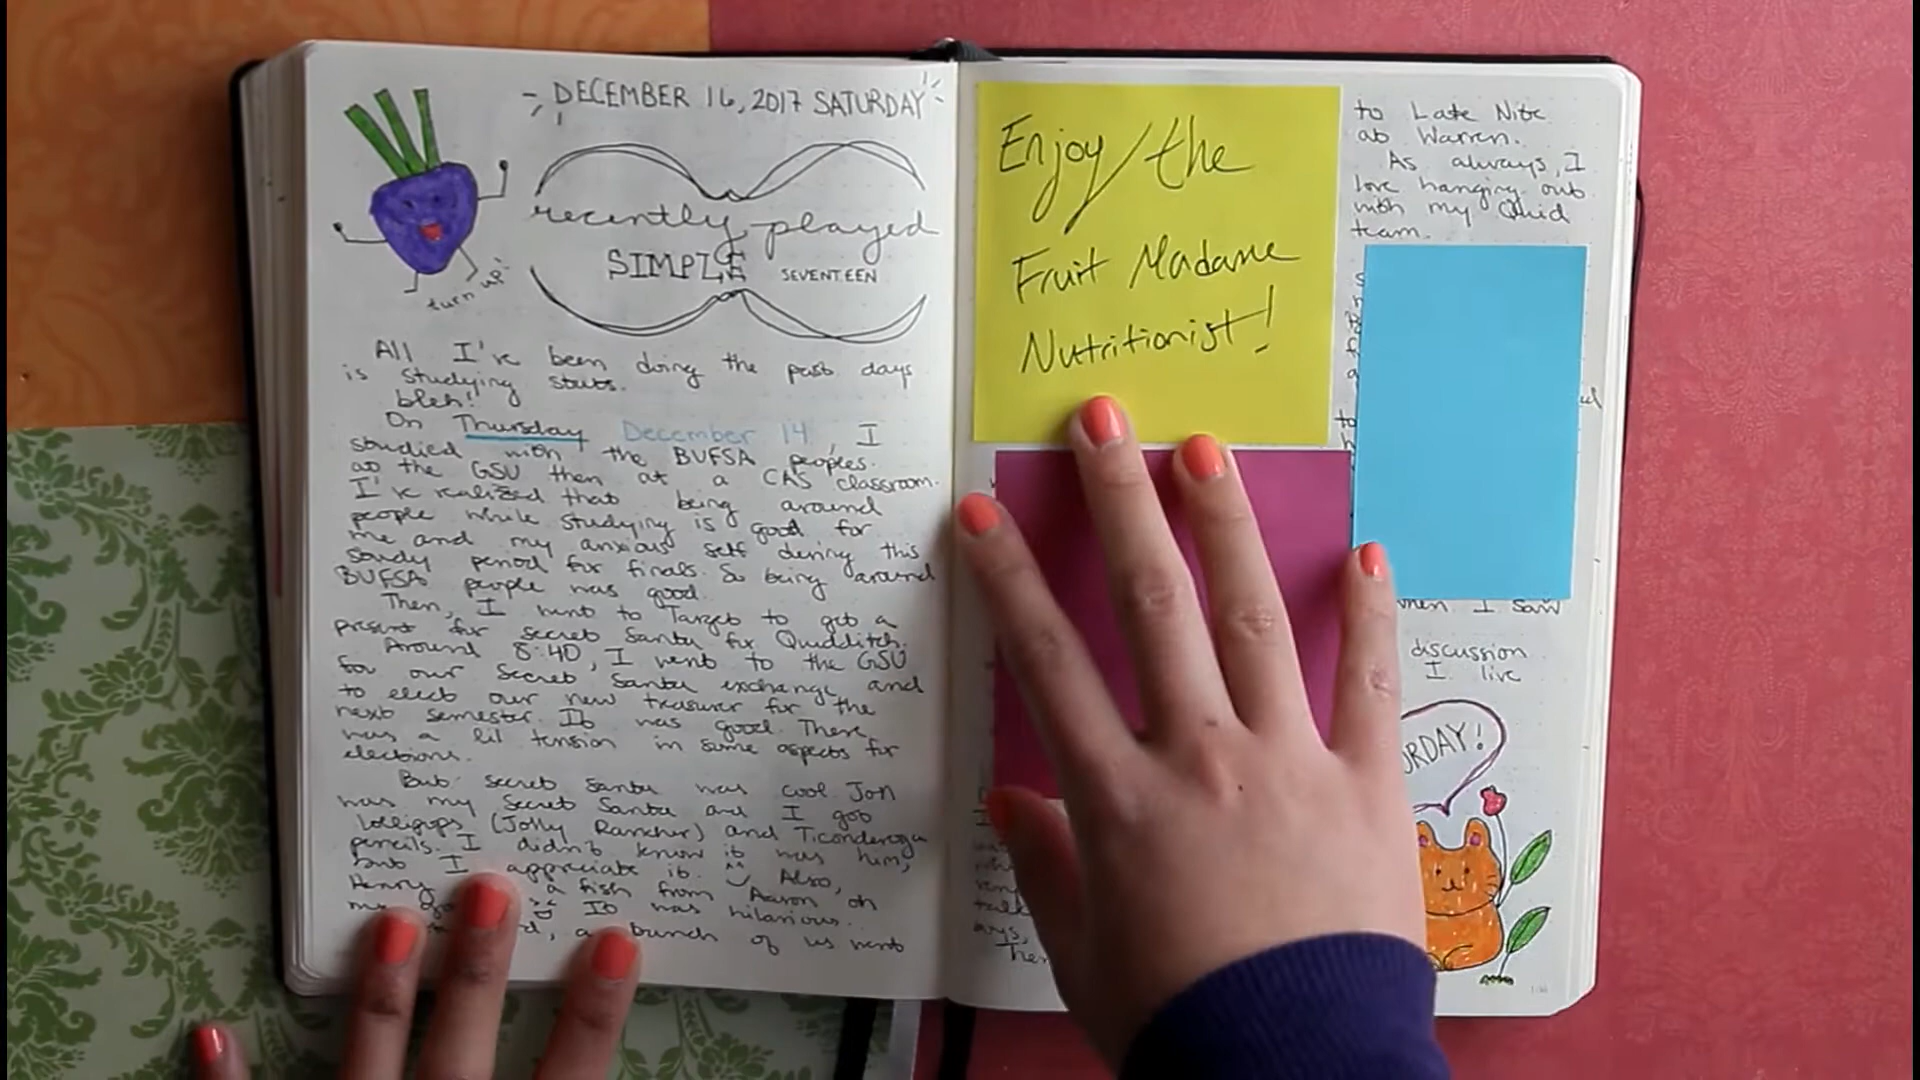 DECEMBER 16, 2017 SATURDAY
recently played
SIMPLE SEVENTEEN
turn up!
All I've been doing the past days
is studying
bleh!!
On Thursday December 14, I
studied with the BUFSA peoples.
at the GSU then at a CAS classroom.
I've realized that being around
people while studying is good for
me and my anxious self during this
study period for finals. So being around
BUFSA people was good.
Then, I went to Target to get a
present for secret Santa for Quidditch.
Around 8:40, I went to the GSU
for our Secret Santa exchange and
to elect our new treasurer for the
next semester. It was good. There
was a lil tension in some aspects for
elections.
But secret Santa was cool. Jon
was my Secret Santa and I got
lollipops (Jolly Rancher) and Ticonderoga
pencils. I didn't know it was him,
but I appreciate it. Also,
Henry a fish from Aaron oh
my It was hilarious.
a bunch of us went
Enjoy the
Fruit Madame
Nutritionist!
to Late Nite
at Warren.
As always, I
love hanging out
with my Quid
team.
I saw
discussion
I live
URDAY!